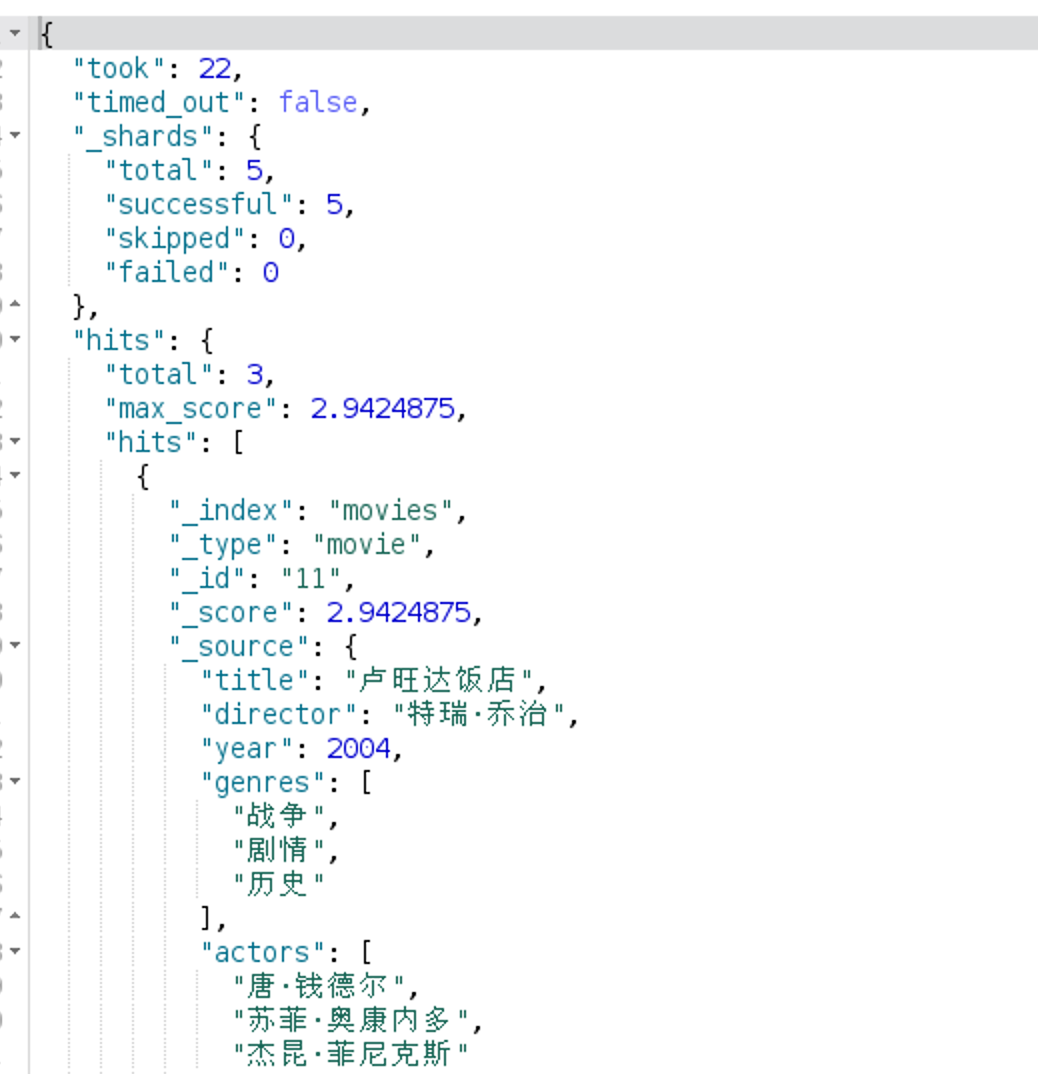 {
"took": 22,
"timed_out": false,
"_shards": {
"total": 5,
"successful": 5,
"skipped": 0,
"failed": 0
},
"hits": {
"total": 3,
"max_score": 2.9424875,
"hits": [
{
"_index": "movies",
"_type": "movie",
"_id": "11",
"_score": 2.9424875,
"_source": {
"title": "卢旺达饭店",
"director": "特瑞·乔治",
"year": 2004,
"genres": [
"战争",
"剧情",
"历史"
],
"actors": [
"唐·钱德尔",
"苏菲·奥康内多",
"杰昆·菲尼克斯"